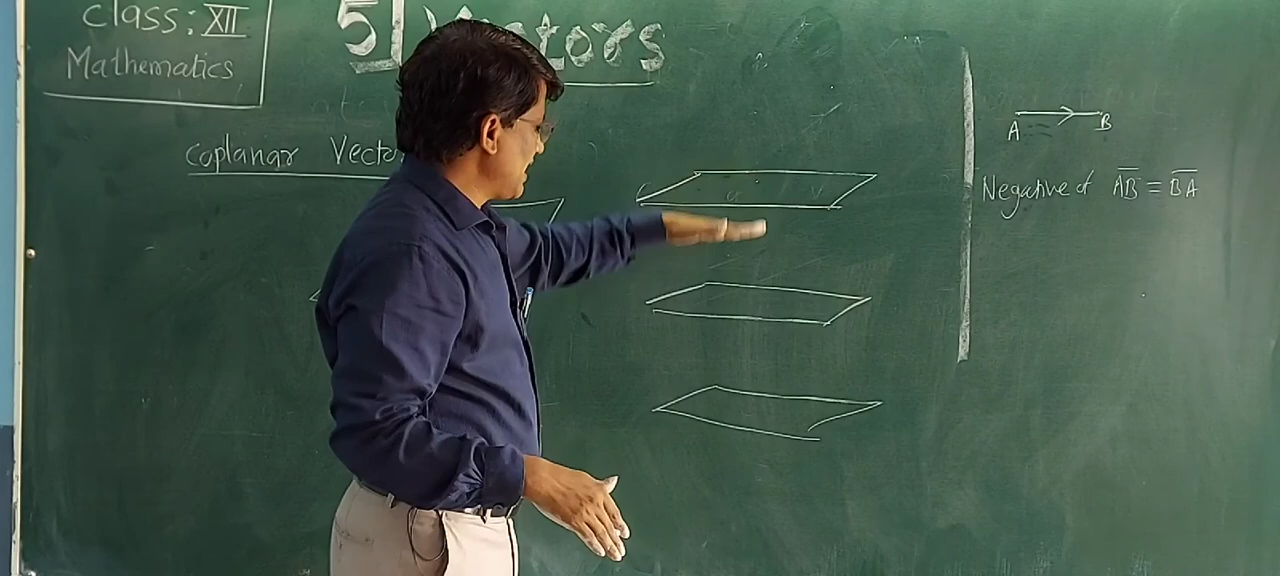 class: XII
Mathematics
5] Vectors
coplanar Vecto
A B
Negative of AB = BA